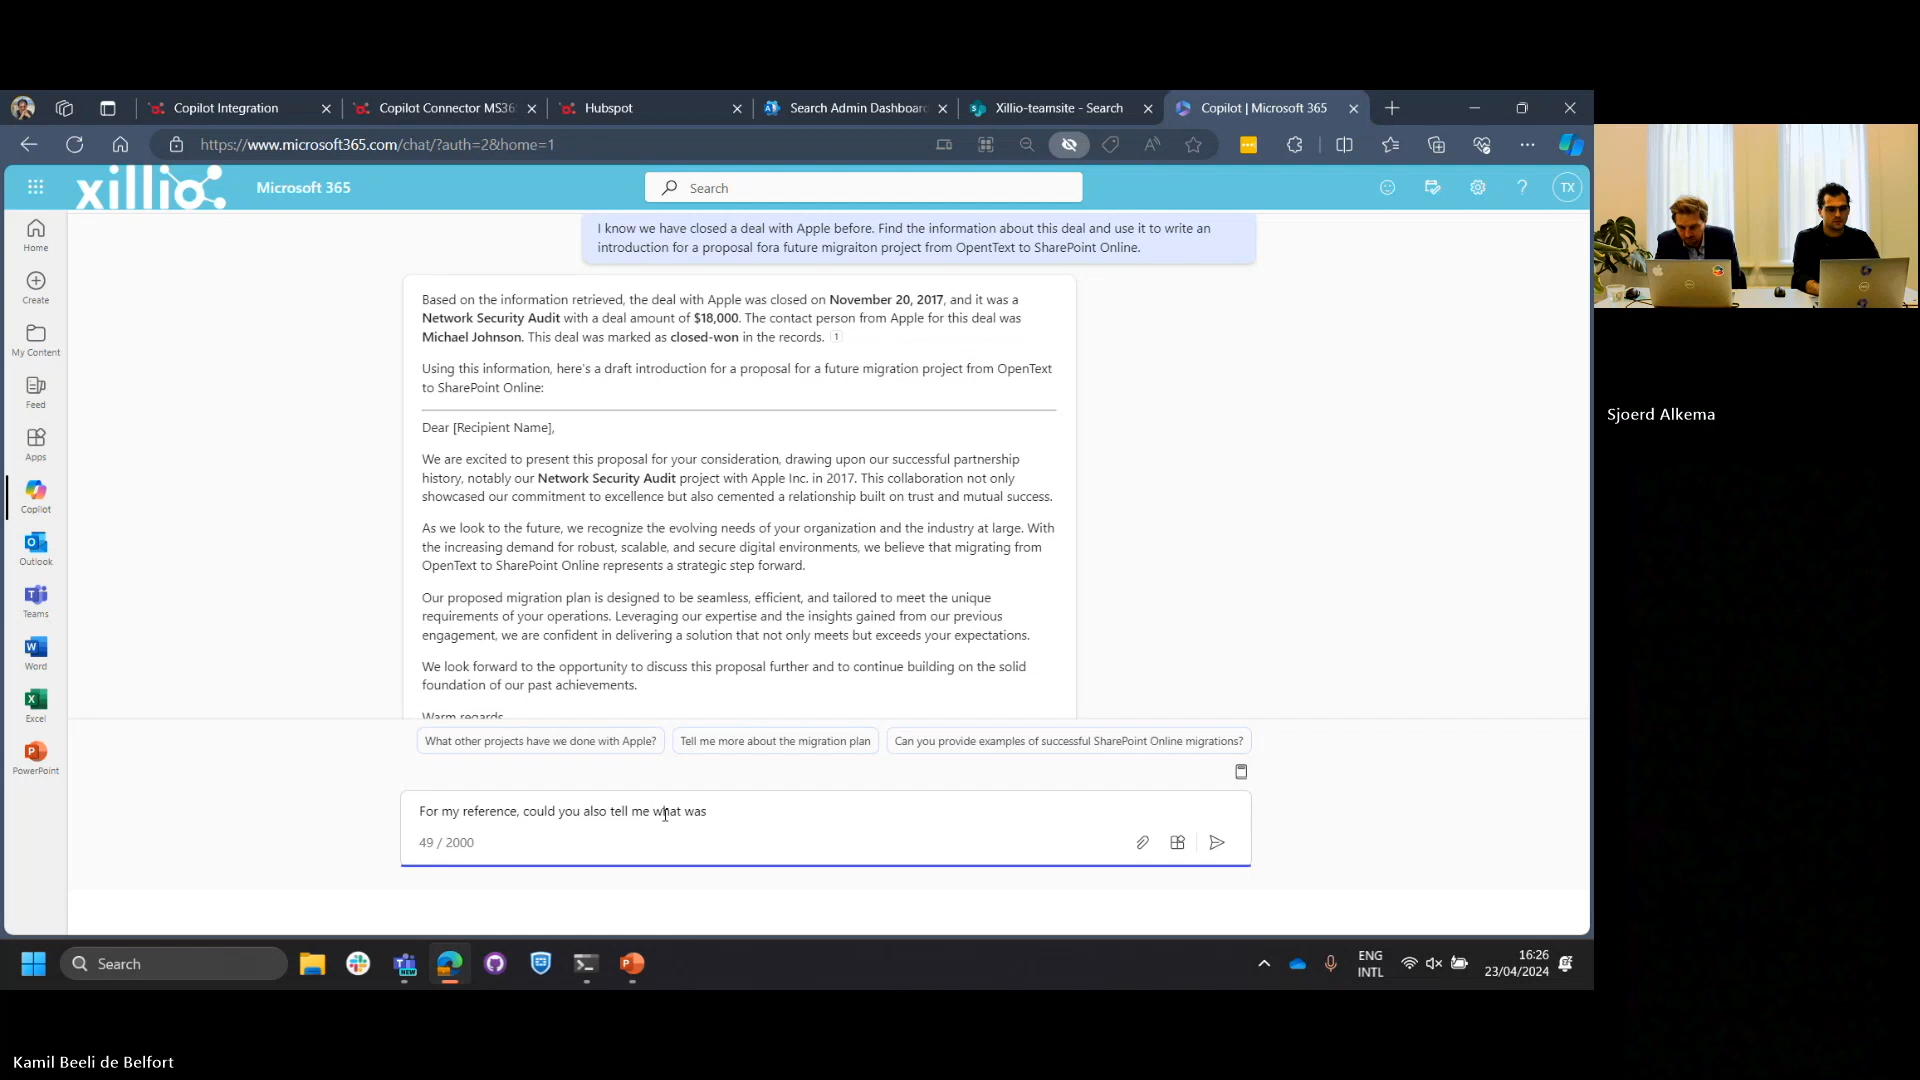 Copilot Integration
Copilot Connector MS36
Hubspot
Search Admin Dashboar
Xillio-teamsite - Search
Copilot | Microsoft 365
https://www.microsoft365.com/chat/?auth=2&home=1
xillio
Microsoft 365
Search
TX
Home
Create
My Content
Feed
Apps
Copilot
Outlook
Teams
Word
Excel
PowerPoint
I know we have closed a deal with Apple before. Find the information about this deal and use it to write an
introduction for a proposal fora future migraiton project from OpenText to SharePoint Online.
Based on the information retrieved, the deal with Apple was closed on November 20, 2017, and it was a
Network Security Audit with a deal amount of $18,000. The contact person from Apple for this deal was
Michael Johnson. This deal was marked as closed-won in the records. 1
Using this information, here's a draft introduction for a proposal for a future migration project from OpenText
to SharePoint Online:
Dear [Recipient Name],
We are excited to present this proposal for your consideration, drawing upon our successful partnership
history, notably our Network Security Audit project with Apple Inc. in 2017. This collaboration not only
showcased our commitment to excellence but also cemented a relationship built on trust and mutual success.
As we look to the future, we recognize the evolving needs of your organization and the industry at large. With
the increasing demand for robust, scalable, and secure digital environments, we believe that migrating from
OpenText to SharePoint Online represents a strategic step forward.
Our proposed migration plan is designed to be seamless, efficient, and tailored to meet the unique
requirements of your operations. Leveraging our expertise and the insights gained from our previous
engagement, we are confident in delivering a solution that not only meets but exceeds your expectations.
We look forward to the opportunity to discuss this proposal further and to continue building on the solid
foundation of our past achievements.
Warm regards
What other projects have we done with Apple?
Tell me more about the migration plan
Can you provide examples of successful SharePoint Online migrations?
For my reference, could you also tell me what was
49 / 2000
Search
NEW
ENG
INTL
16:26
23/04/2024
Sjoerd Alkema
Kamil Beeli de Belfort